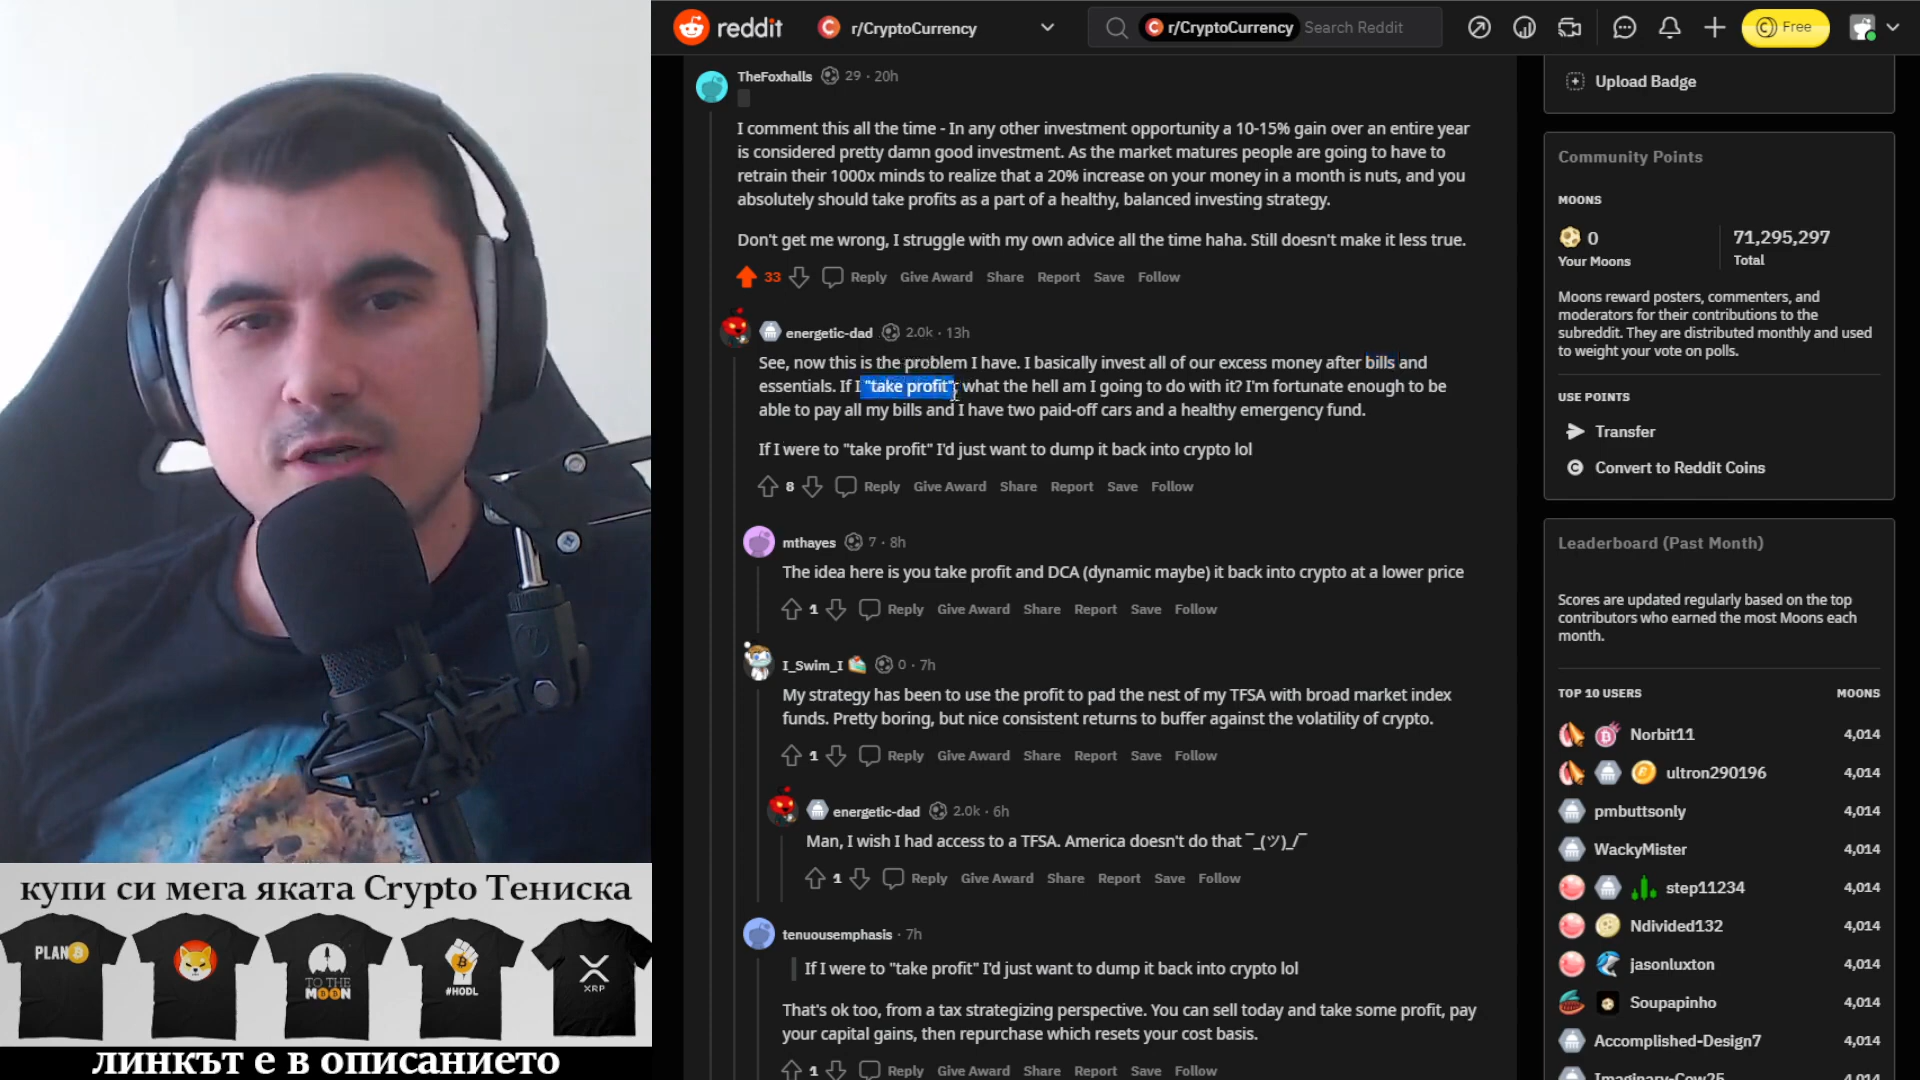 reddit
r/CryptoCurrency
r/CryptoCurrency Search Reddit
Free
TheFoxhalls 29 · 20h
I comment this all the time - In any other investment opportunity a 10-15% gain over an entire year
is considered pretty damn good investment. As the market matures people are going to have to
retrain their 1000x minds to realize that a 20% increase on your money in a month is nuts, and you
absolutely should take profits as a part of a healthy, balanced investing strategy.
Don't get me wrong, I struggle with my own advice all the time haha. Still doesn't make it less true.
33 Reply Give Award Share Report Save Follow
energetic-dad 2.0k · 13h
See, now this is the problem I have. I basically invest all of our excess money after bills and
essentials. If I "take profit", what the hell am I going to do with it? I'm fortunate enough to be
able to pay all my bills and I have two paid-off cars and a healthy emergency fund.
If I were to "take profit" I'd just want to dump it back into crypto lol
8 Reply Give Award Share Report Save Follow
mthayes 7 · 8h
The idea here is you take profit and DCA (dynamic maybe) it back into crypto at a lower price
1 Reply Give Award Share Report Save Follow
I_Swim_I 0 · 7h
My strategy has been to use the profit to pad the nest of my TFSA with broad market index
funds. Pretty boring, but nice consistent returns to buffer against the volatility of crypto.
1 Reply Give Award Share Report Save Follow
energetic-dad 2.0k · 6h
Man, I wish I had access to a TFSA. America doesn't do that ¯_(ツ)_/¯
1 Reply Give Award Share Report Save Follow
tenuousemphasis · 7h
If I were to "take profit" I'd just want to dump it back into crypto lol
That's ok too, from a tax strategizing perspective. You can sell today and take some profit, pay
your capital gains, then repurchase which resets your cost basis.
1 Reply Give Award Share Report Save Follow
Upload Badge
Community Points
MOONS
0
Your Moons
71,295,297
Total
Moons reward posters, commenters, and
moderators for their contributions to the
subreddit. They are distributed monthly and used
to weight your vote on polls.
USE POINTS
Transfer
Convert to Reddit Coins
Leaderboard (Past Month)
Scores are updated regularly based on the top
contributors who earned the most Moons each
month.
TOP 10 USERS MOONS
Norbit11 4,014
ultron290196 4,014
pmbuttsonly 4,014
WackyMister 4,014
step11234 4,014
Ndivided132 4,014
jasonluxton 4,014
Soupapinho 4,014
Accomplished-Design7 4,014
Imaginary-Cow25 4,014
купи си мега яката Crypto Тениска
PLAN B
TO THE
MOON
#HODL
XRP
линкът е в описанието